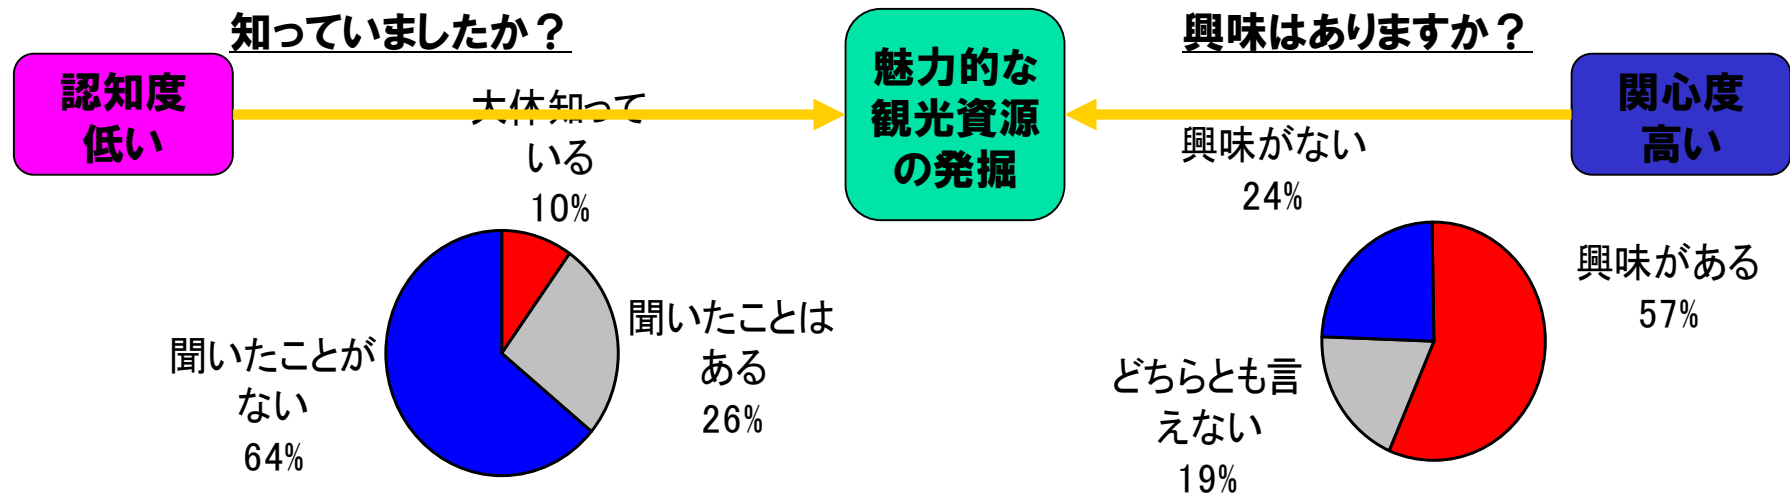 知っていましたか？
認知度
低い
大体知って
いる
10%
聞いたことは
ある
26%
聞いたことが
ない
64%
魅力的な
観光資源
の発掘
興味はありますか？
関心度
高い
興味がない
24%
興味がある
57%
どちらとも言
えない
19%